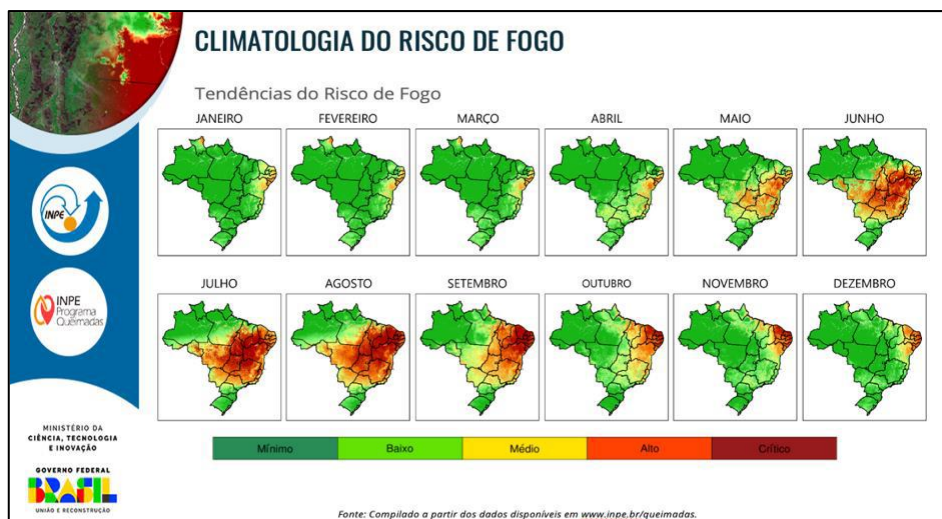 CLIMATOLOGIA DO RISCO DE FOGO
Tendências do Risco de Fogo
JANEIRO
FEVEREIRO
MARÇO
ABRIL
MAIO
JUNHO
JULHO
AGOSTO
SETEMBRO
OUTUBRO
NOVEMBRO
DEZEMBRO
Mínimo
Baixo
Médio
Alto
Crítico
Fonte: Compilado a partir dos dados disponíveis em www.inpe.br/queimadas.
INPE
INPE
Programa
Queimadas
MINISTÉRIO DA
CIÊNCIA, TECNOLOGIA
E INOVAÇÃO
GOVERNO FEDERAL
BRASIL
UNIÃO E RECONSTRUÇÃO